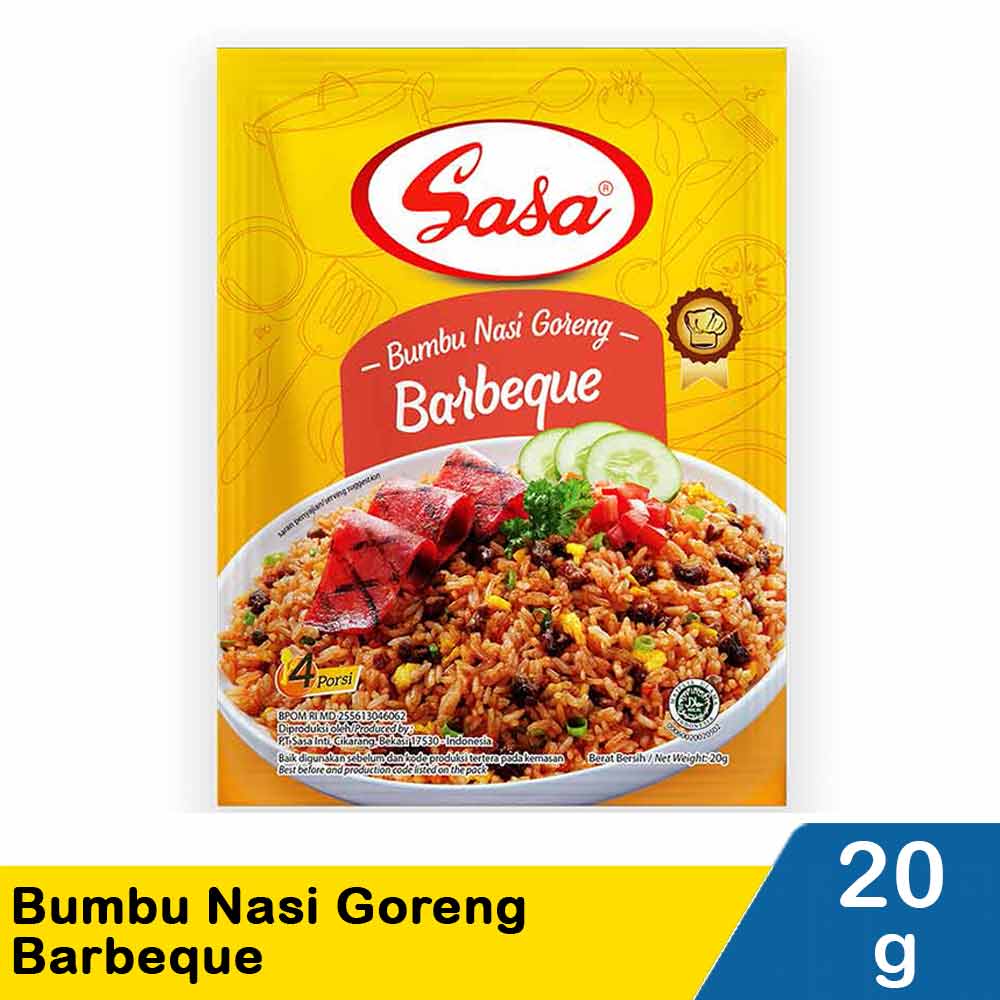 Sasa®
Bumbu Nasi Goreng
Barbeque
saran penyajian/serving suggestion
4 Porsi
BPOM RI MD 255613046062
Diproduksi oleh/Produced by :
PT. Sasa Inti, Cikarang, Bekasi 17530 - Indonesia
Baik digunakan sebelum dan kode produksi tertera pada kemasan
Best before and production code listed on the pack
Berat Bersih / Net Weight: 20g
Bumbu Nasi Goreng
Barbeque
20
g